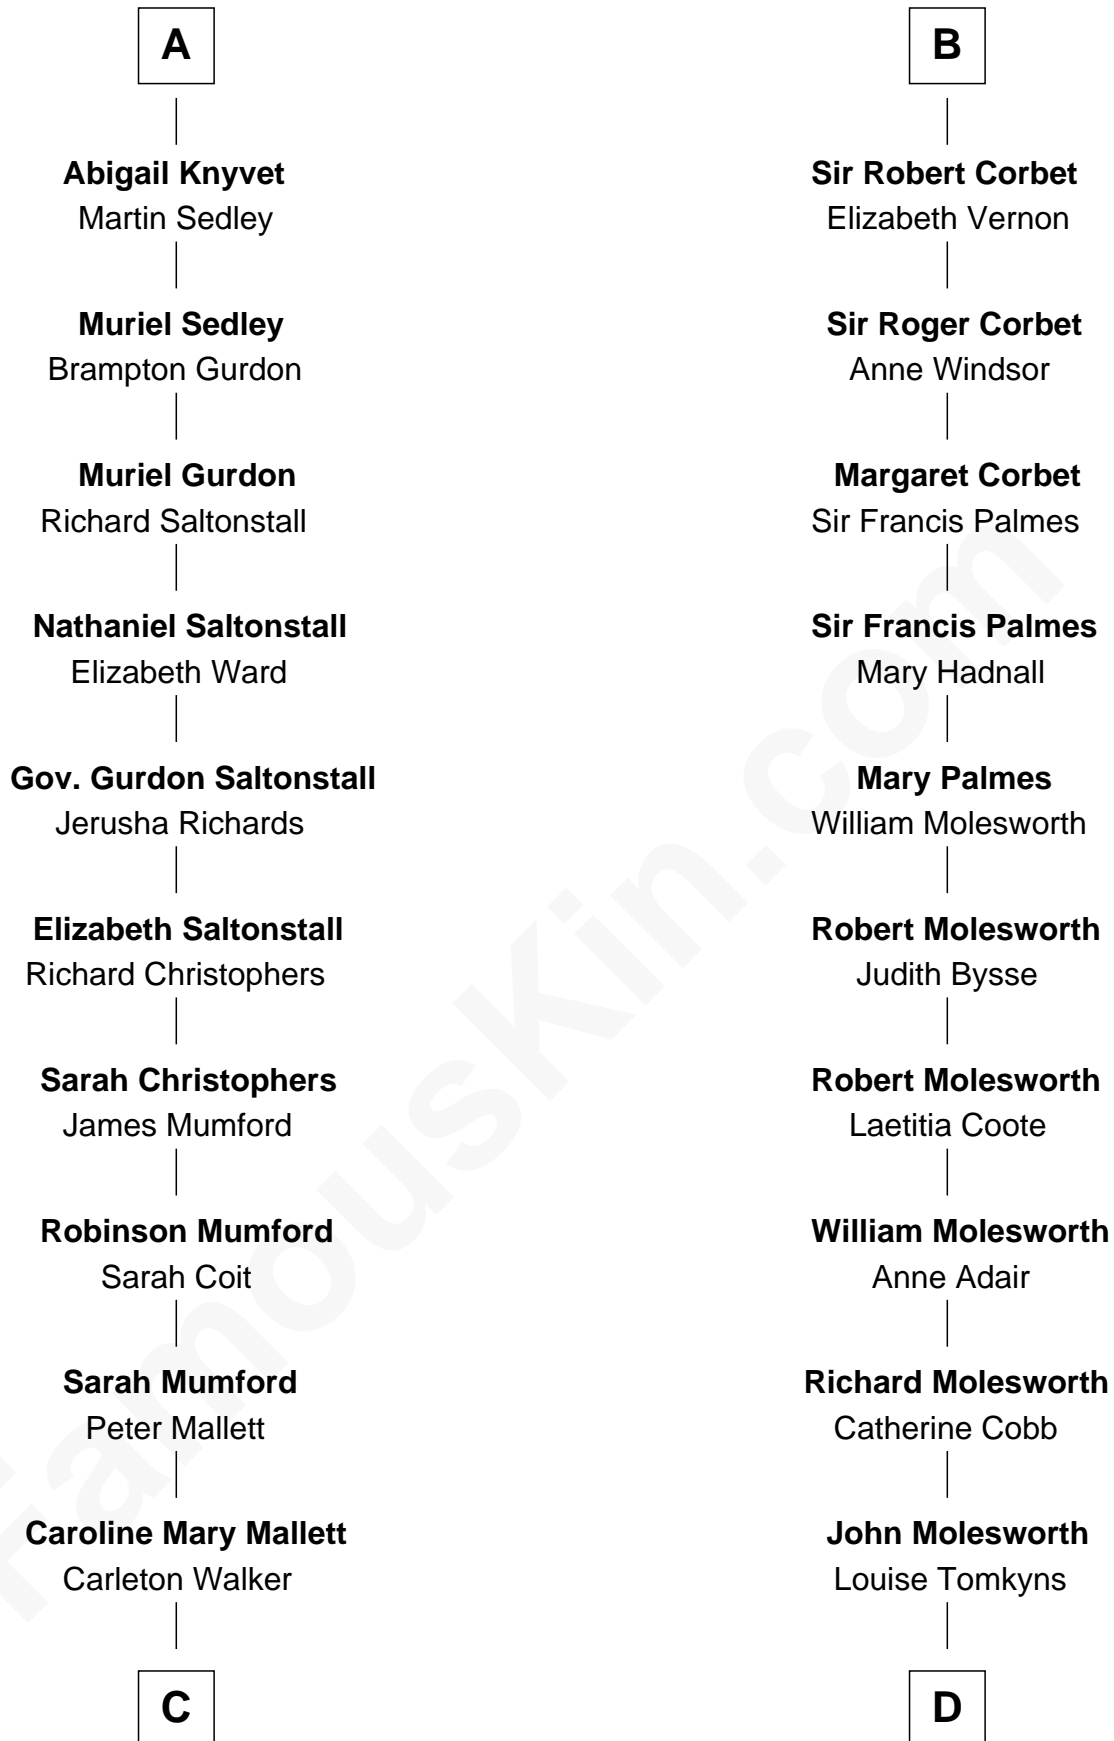 A
Abigail Knyvet
Martin Sedley
Muriel Sedley
Brampton Gurdon
Muriel Gurdon
Richard Saltonstall
Nathaniel Saltonstall
Elizabeth Ward
Gov. Gurdon Saltonstall
Jerusha Richards
Elizabeth Saltonstall
Richard Christophers
Sarah Christophers
James Mumford
Robinson Mumford
Sarah Coit
Sarah Mumford
Peter Mallett
Caroline Mary Mallett
Carleton Walker
C
B
Sir Robert Corbet
Elizabeth Vernon
Sir Roger Corbet
Anne Windsor
Margaret Corbet
Sir Francis Palmes
Sir Francis Palmes
Mary Hadnall
Mary Palmes
William Molesworth
Robert Molesworth
Judith Bysse
Robert Molesworth
Laetitia Coote
William Molesworth
Anne Adair
Richard Molesworth
Catherine Cobb
John Molesworth
Louise Tomkyns
D
FamousKin.com